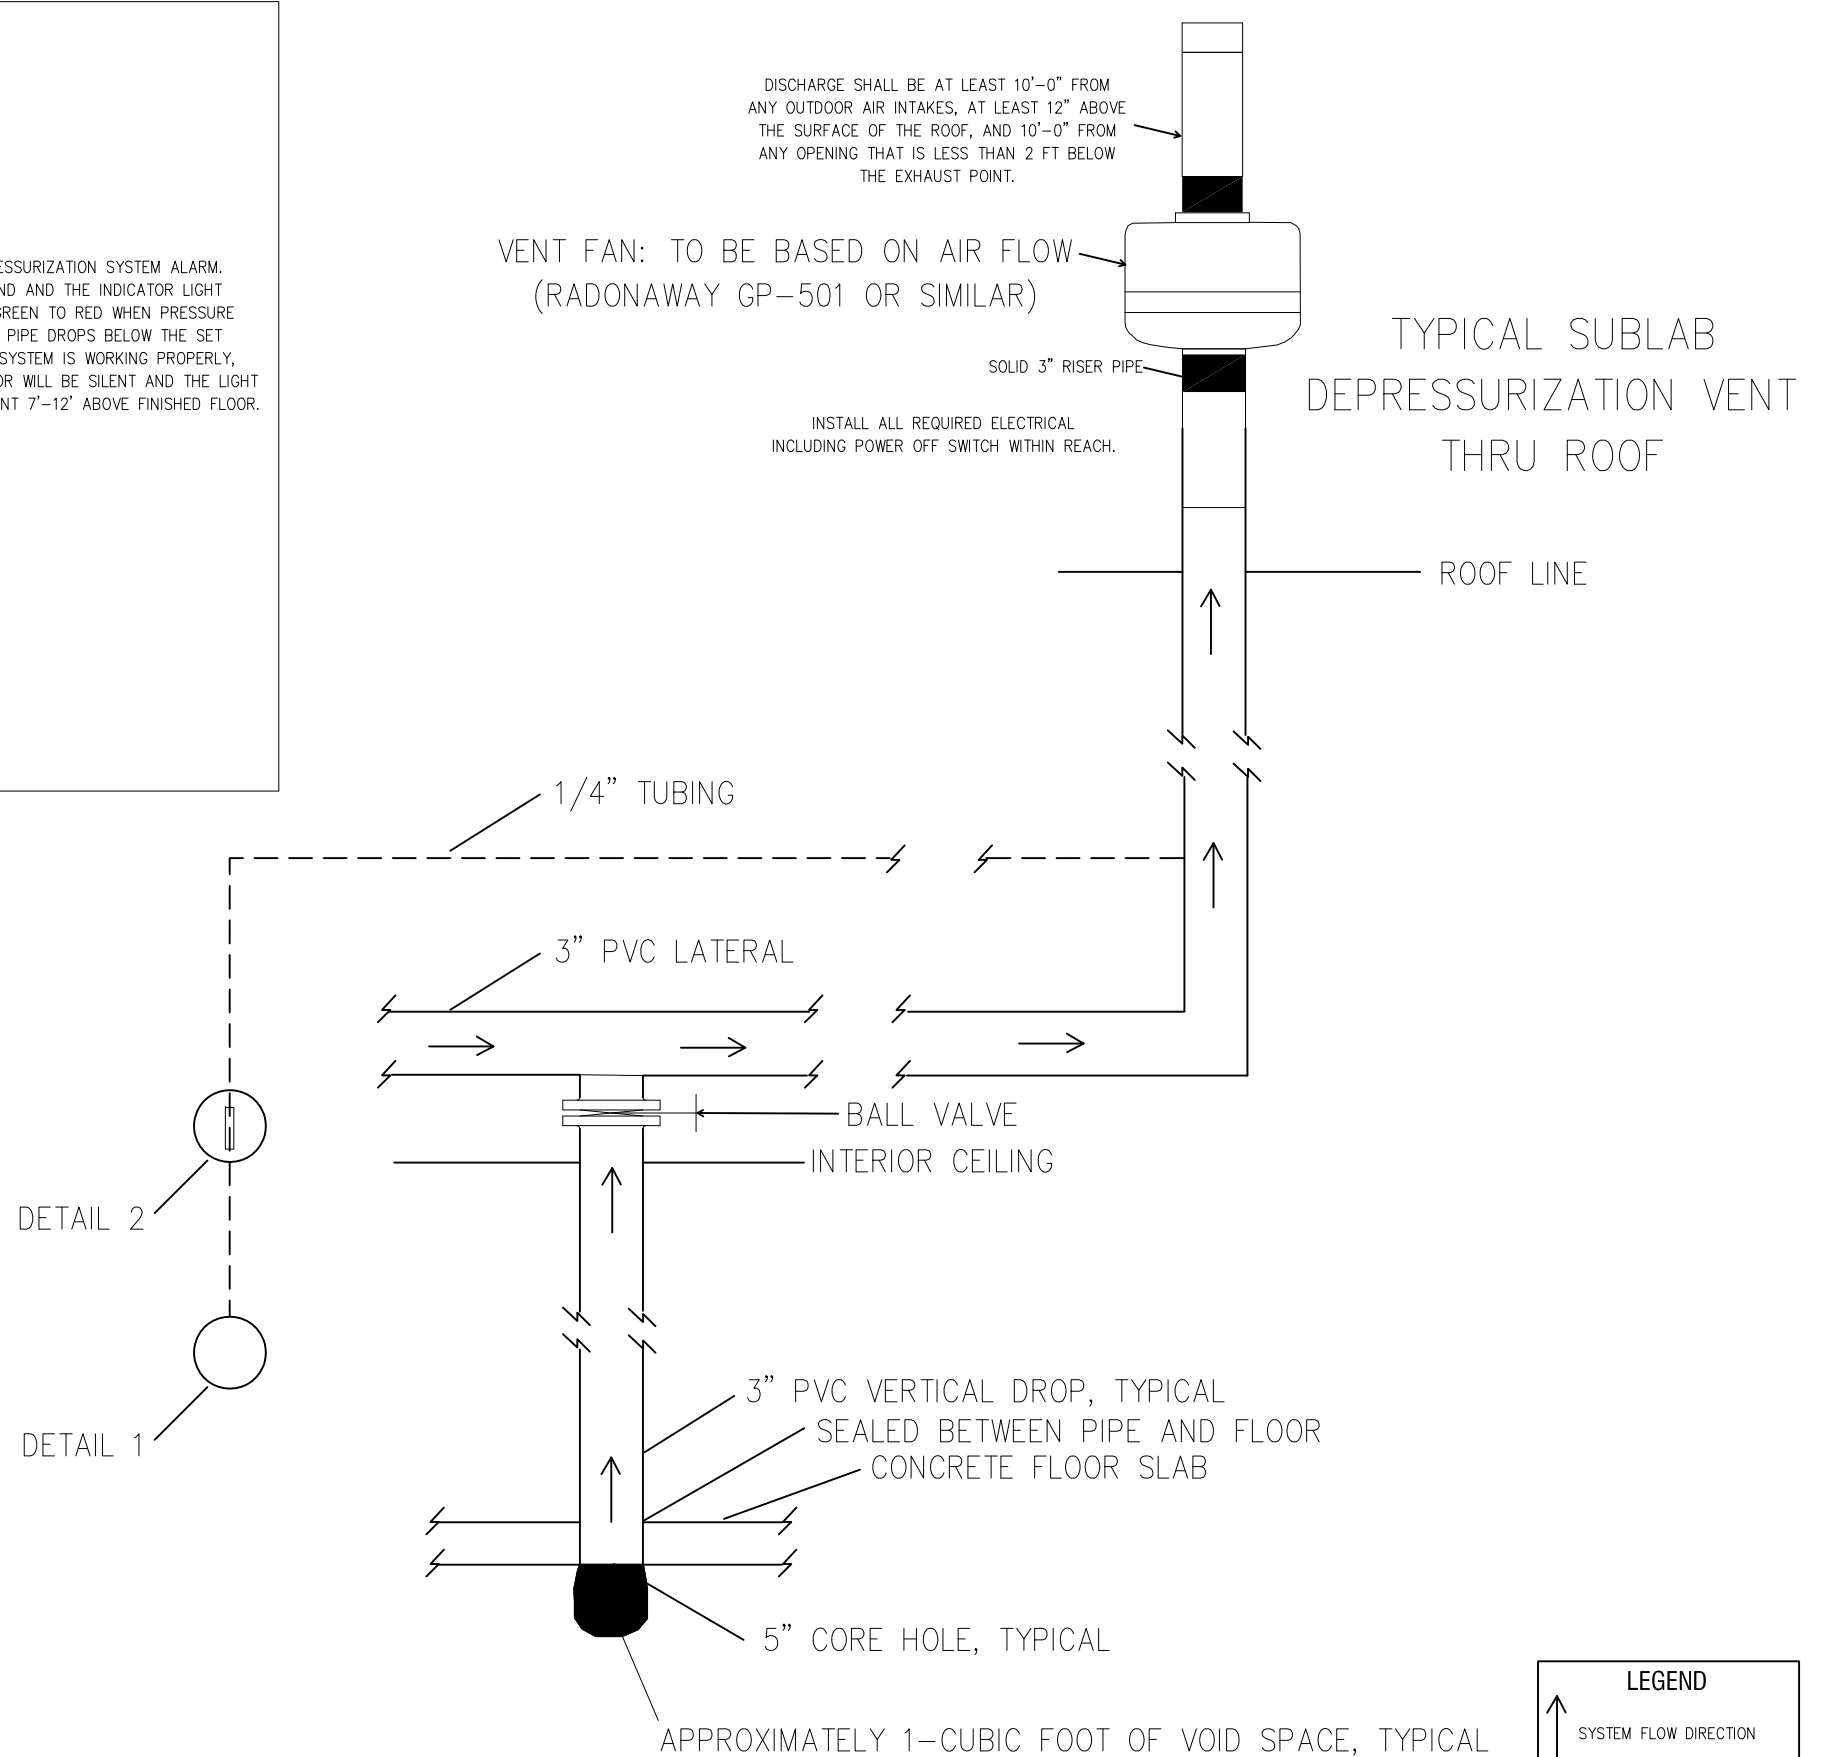 DISCHARGE SHALL BE AT LEAST 10'-0" FROM
ANY OUTDOOR AIR INTAKES, AT LEAST 12" ABOVE
THE SURFACE OF THE ROOF, AND 10'-0" FROM
ANY OPENING THAT IS LESS THAN 2 FT BELOW
THE EXHAUST POINT.
VENT FAN: TO BE BASED ON AIR FLOW
(RADONAWAY GP-501 OR SIMILAR)
SYSTEM ALARM.
AND THE INDICATOR LIGHT
TO RED WHEN PRESSURE
PIPE DROPS BELOW THE SET
SYSTEM IS WORKING PROPERLY,
WILL BE SILENT AND THE LIGHT
7'-12' ABOVE FINISHED FLOOR.
TYPICAL SUBLAB
DEPRESSURIZATION VENT
THRU ROOF
SOLID 3" RISER PIPE
INSTALL ALL REQUIRED ELECTRICAL
INCLUDING POWER OFF SWITCH WITHIN REACH.
ROOF LINE
1/4" TUBING
3" PVC LATERAL
BALL VALVE
INTERIOR CEILING
DETAIL 2
DETAIL 1
3" PVC VERTICAL DROP, TYPICAL
SEALED BETWEEN PIPE AND FLOOR
CONCRETE FLOOR SLAB
5" CORE HOLE, TYPICAL
APPROXIMATELY 1-CUBIC FOOT OF VOID SPACE, TYPICAL
LEGEND
SYSTEM FLOW DIRECTION